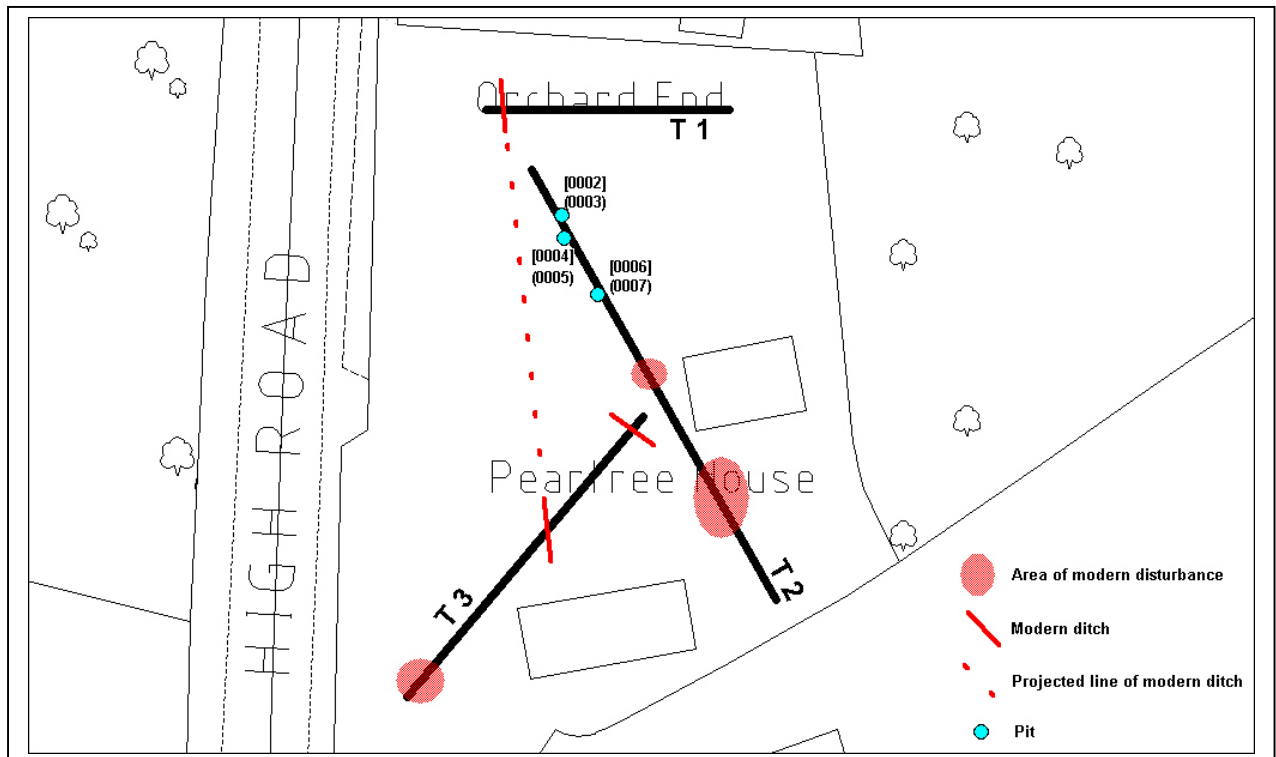 Orchard End
T 1
[0002]
(0003)
[0004]
(0005)
[0006]
(0007)
HIGH ROAD
Peartree House
T 2
T 3
Area of modern disturbance
Modern ditch
Projected line of modern ditch
Pit